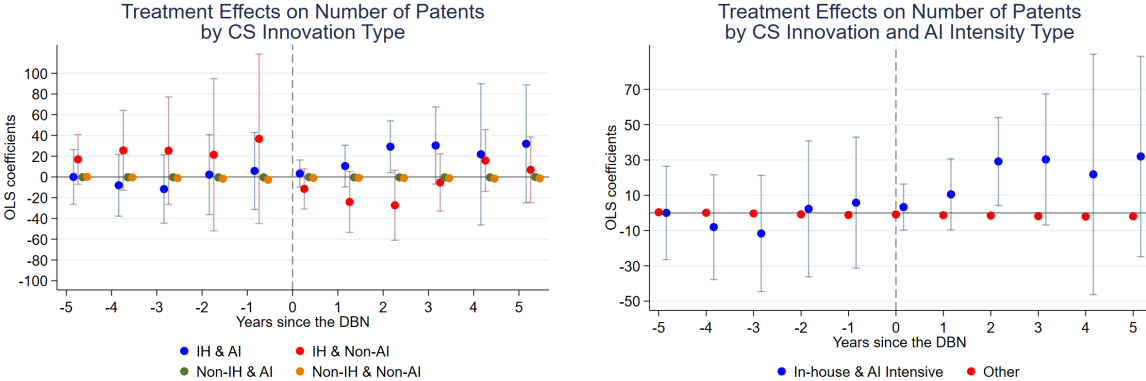 Treatment Effects on Number of Patents
by CS Innovation Type
OLS coefficients
100
80
60
40
20
0
-20
-40
-60
-80
-100
-5 -4 -3 -2 -1 0 1 2 3 4 5
Years since the DBN
IH & AI IH & Non-AI
Non-IH & AI Non-IH & Non-AI
Treatment Effects on Number of Patents
by CS Innovation and AI Intensity Type
OLS coefficients
70
50
30
10
-10
-30
-50
-5 -4 -3 -2 -1 0 1 2 3 4 5
Years since the DBN
In-house & AI Intensive Other